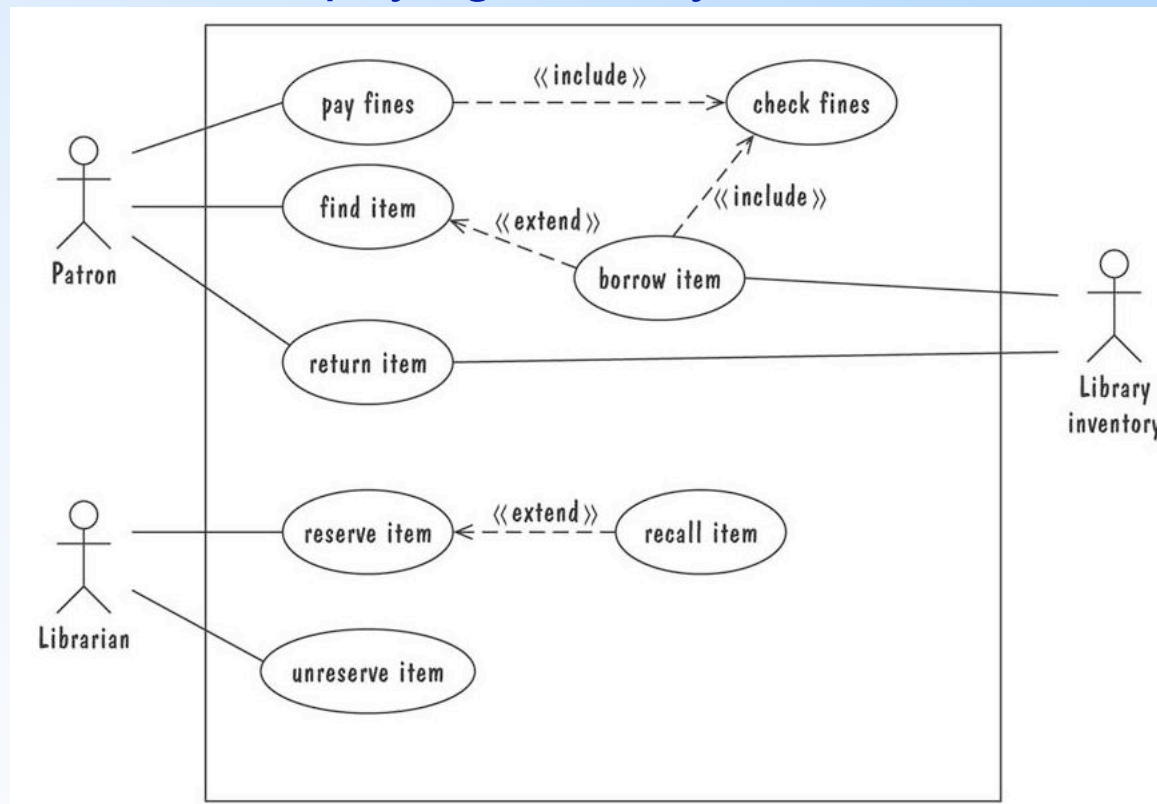 «include»
pay fines
check fines
«include»
find item
«extend»
Patron
borrow item
return item
Library
inventory
«extend»
reserve item
recall item
Librarian
unreserve item